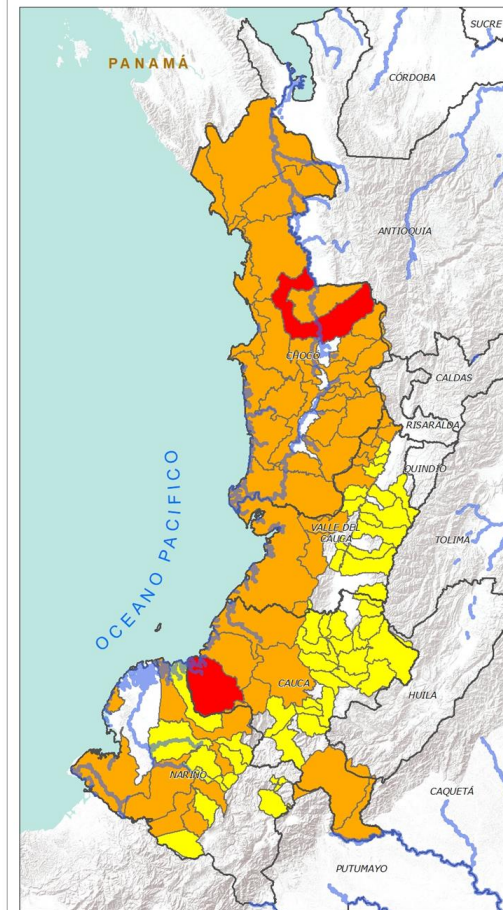 SUCRE
PANAMÁ
CÓRDOBA
ANTIOQUIA
CHOCÓ
CALDAS
RISARALDA
QUINDÍO
VALLE DEL
CAUCA
TOLIMA
OCEANO PACIFICO
CAUCA
HUILA
NARIÑO
CAQUETÁ
PUTUMAYO